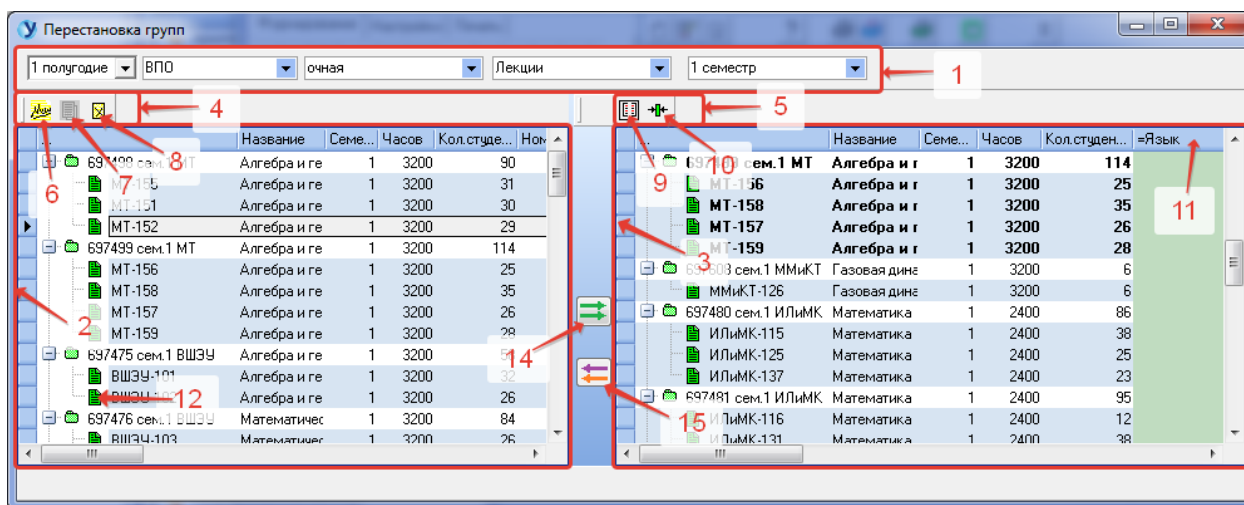 Перестановка групп
1 полугодие ВПО очная Лекции 1 семестр 1
4 5
... Название Семе... Часов Кол.студе... Ном
... Название Семе... Часов Кол.студен... =Язык
697499 сем.1 МТ Алгебра и ге 1 3200 90
МТ-155 Алгебра и ге 1 3200 31
МТ-151 Алгебра и ге 1 3200 30
МТ-152 Алгебра и ге 1 3200 29
697499 сем.1 МТ Алгебра и ге 1 3200 114
МТ-156 Алгебра и ге 1 3200 25
МТ-158 Алгебра и ге 1 3200 35
МТ-157 Алгебра и ге 1 3200 26
МТ-159 Алгебра и ге 1 3200 28
697475 сем.1 ВШЭУ Алгебра и ге 1 3200
ВШЭУ-101 Алгебра и ге 1 3200 32
Алгебра и ге 1 3200 26
697476 сем.1 ВШЭУ Математичес 1 3200 84
ВШЭУ-103 Математичес 1 3200 26
6 7 8 2 12
14
15
сем.1 МТ Алгебра и г 1 3200 114
МТ-156 Алгебра и г 1 3200 25
МТ-158 Алгебра и г 1 3200 35
МТ-157 Алгебра и г 1 3200 26
МТ-159 Алгебра и г 1 3200 28
сем.1 ММиКТ Газовая дина 1 3200 6
ММиКТ-126 Газовая дина 1 3200 6
697480 сем.1 ИЛиМК Математика 1 2400 86
ИЛиМК-115 Математика 1 2400 38
ИЛиМК-125 Математика 1 2400 25
ИЛиМК-137 Математика 1 2400 23
697481 сем.1 ИЛиМК Математика 1 2400 95
ИЛиМК-116 Математика 1 2400 12
ИЛиМК-131 Математика 1 2400 38
9 10 11 3